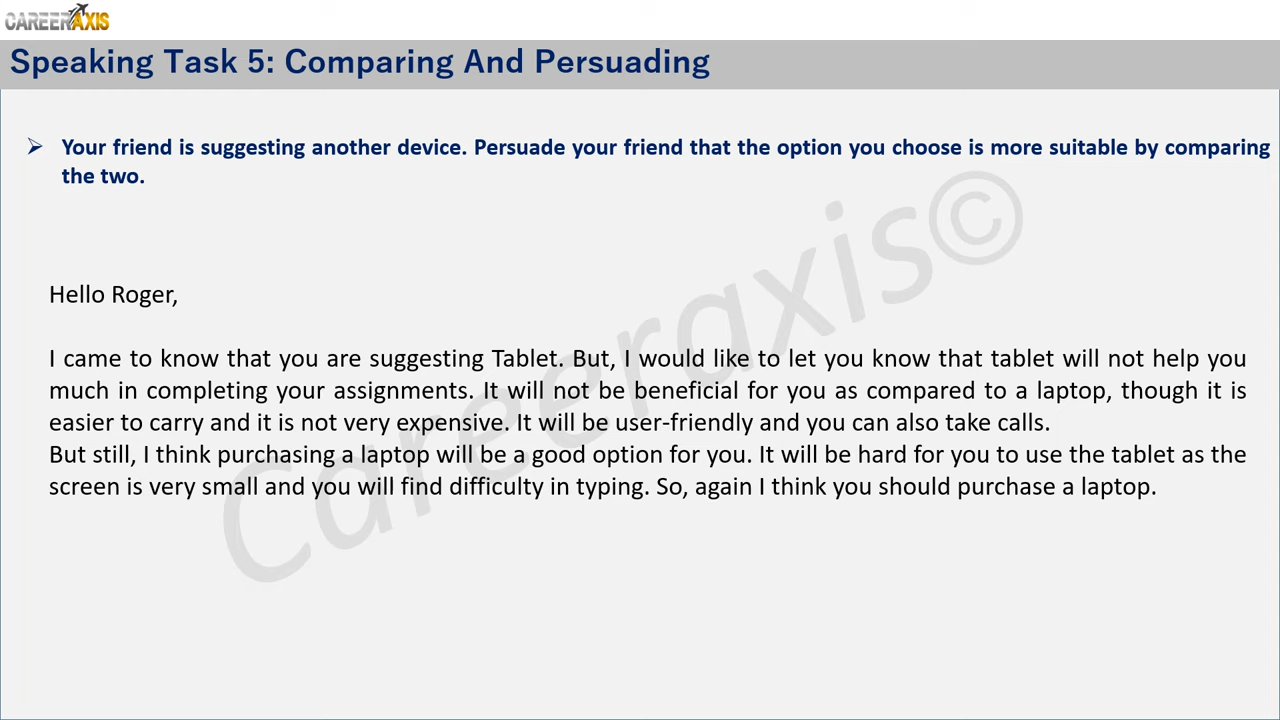 CAREERAXIS
Speaking Task 5: Comparing And Persuading
➢ Your friend is suggesting another device. Persuade your friend that the option you choose is more suitable by comparing
the two.
Hello Roger,
I came to know that you are suggesting Tablet. But, I would like to let you know that tablet will not help you
much in completing your assignments. It will not be beneficial for you as compared to a laptop, though it is
easier to carry and it is not very expensive. It will be user-friendly and you can also take calls.
But still, I think purchasing a laptop will be a good option for you. It will be hard for you to use the tablet as the
screen is very small and you will find difficulty in typing. So, again I think you should purchase a laptop.
Careeraxis©